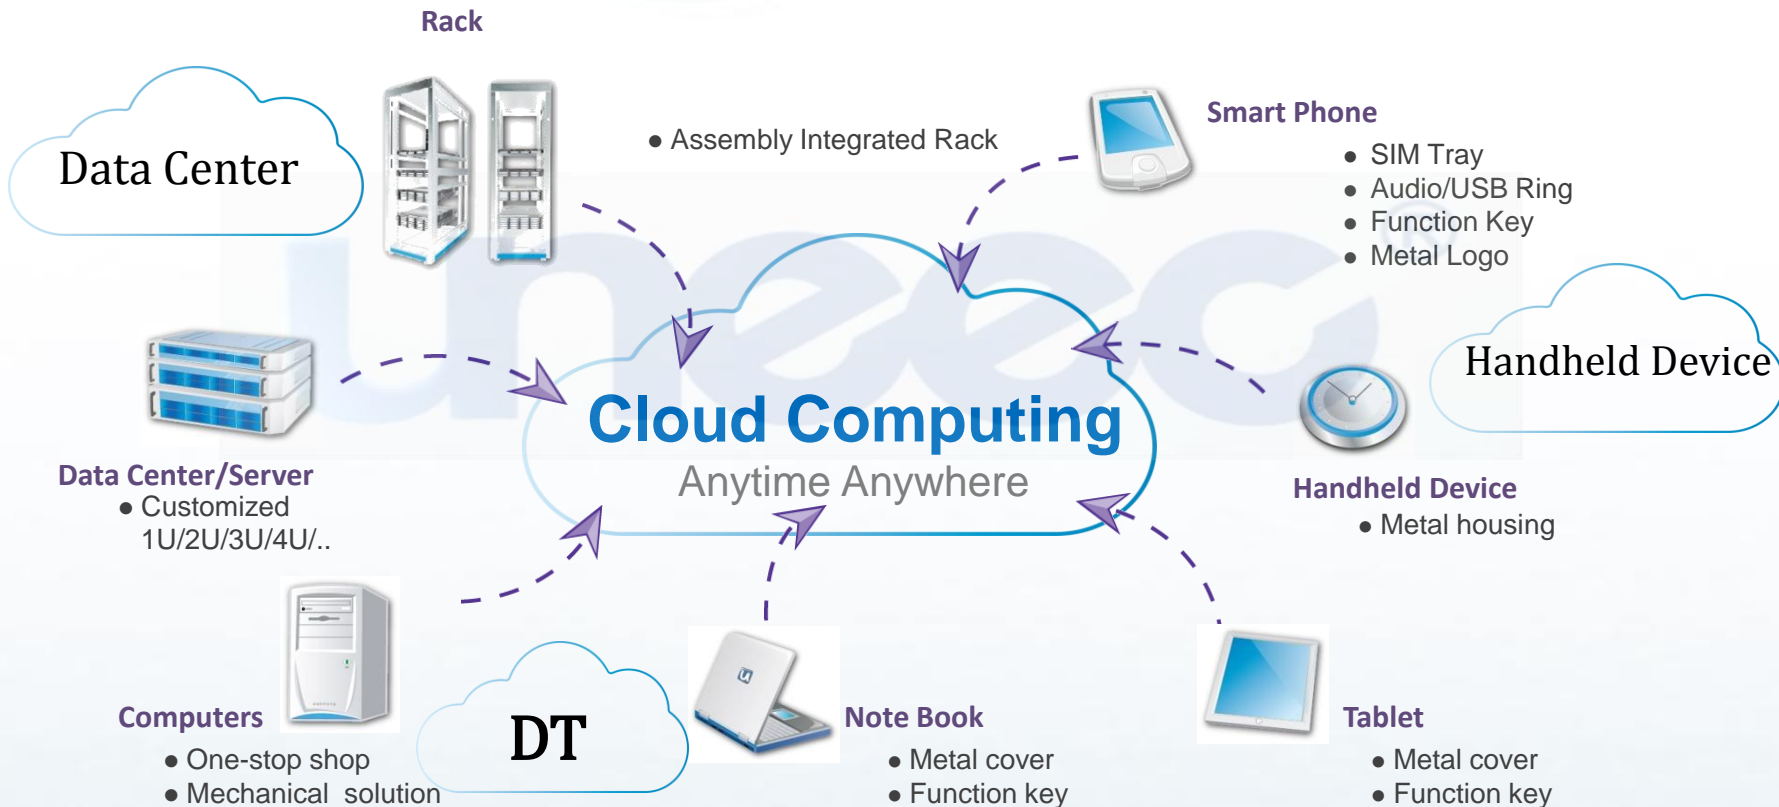 Rack
Data Center
● Assembly Integrated Rack
Smart Phone
● SIM Tray
● Audio/USB Ring
● Function Key
● Metal Logo
uneec®
Handheld Device
Cloud Computing
Anytime Anywhere
Data Center/Server
● Customized
1U/2U/3U/4U/..
Handheld Device
● Metal housing
Computers
● One-stop shop
● Mechanical solution
DT
Note Book
● Metal cover
● Function key
Tablet
● Metal cover
● Function key